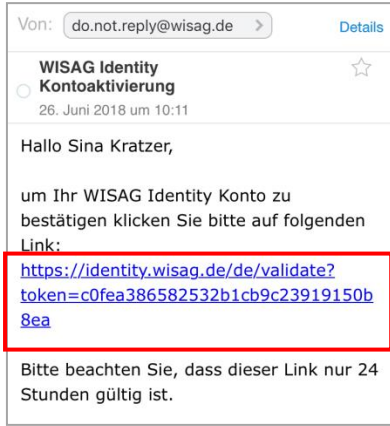 Von: do.not.reply@wisag.de > Details
WISAG Identity
Kontoaktivierung
26. Juni 2018 um 10:11
Hallo Sina Kratzer,
um Ihr WISAG Identity Konto zu
bestätigen klicken Sie bitte auf folgenden
Link:
https://identity.wisag.de/de/validate?
token=c0fea386582532b1cb9c23919150b
8ea
Bitte beachten Sie, dass dieser Link nur 24
Stunden gültig ist.